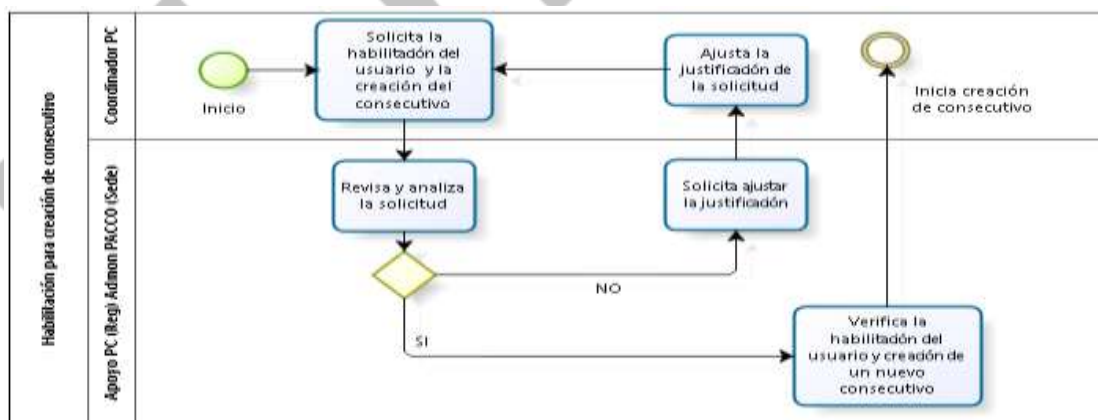 Habilitación para creación de consecutivo
Coordinador PC
Inicio
Solicita la
habilitación del
usuario y la
creación del
consecutivo
Ajusta la
justificación de
la solicitud
Inicia creación
de consecutivo
Apoyo PC (Reg) Admon PACCO (Sede)
Revisa y analiza
la solicitud
Solicita ajustar
la justificación
NO
SI
Verifica la
habilitación del
usuario y creación de
un nuevo
consecutivo